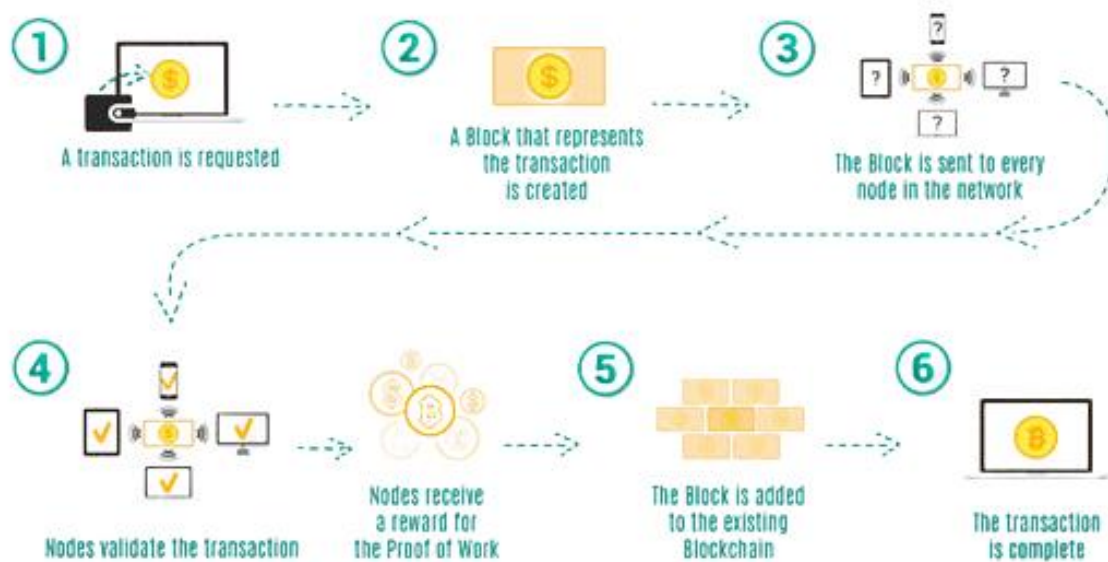 1
A transaction is requested
2
A Block that represents
the transaction
is created
3
?
?
?
?
The Block is sent to every
node in the network
4
Nodes validate the transaction
Nodes receive
a reward for
the Proof of Work
5
The Block is added
to the existing
Blockchain
6
The transaction
is complete